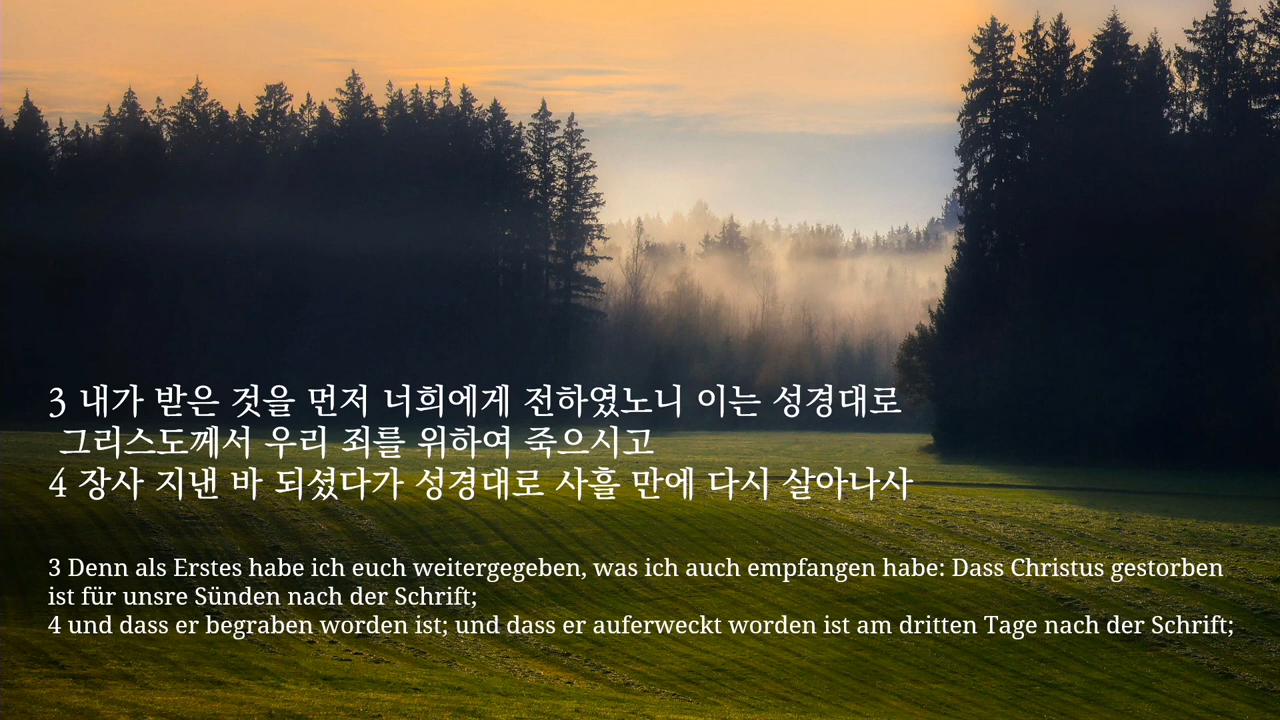 3 내가 받은 것을 먼저 너희에게 전하였노니 이는 성경대로
그리스도께서 우리 죄를 위하여 죽으시고
4 장사 지낸 바 되셨다가 성경대로 사흘 만에 다시 살아나사
3 Denn als Erstes habe ich euch weitergegeben, was ich auch empfangen habe: Dass Christus gestorben
ist für unsre Sünden nach der Schrift;
4 und dass er begraben worden ist; und dass er auferweckt worden ist am dritten Tage nach der Schrift;